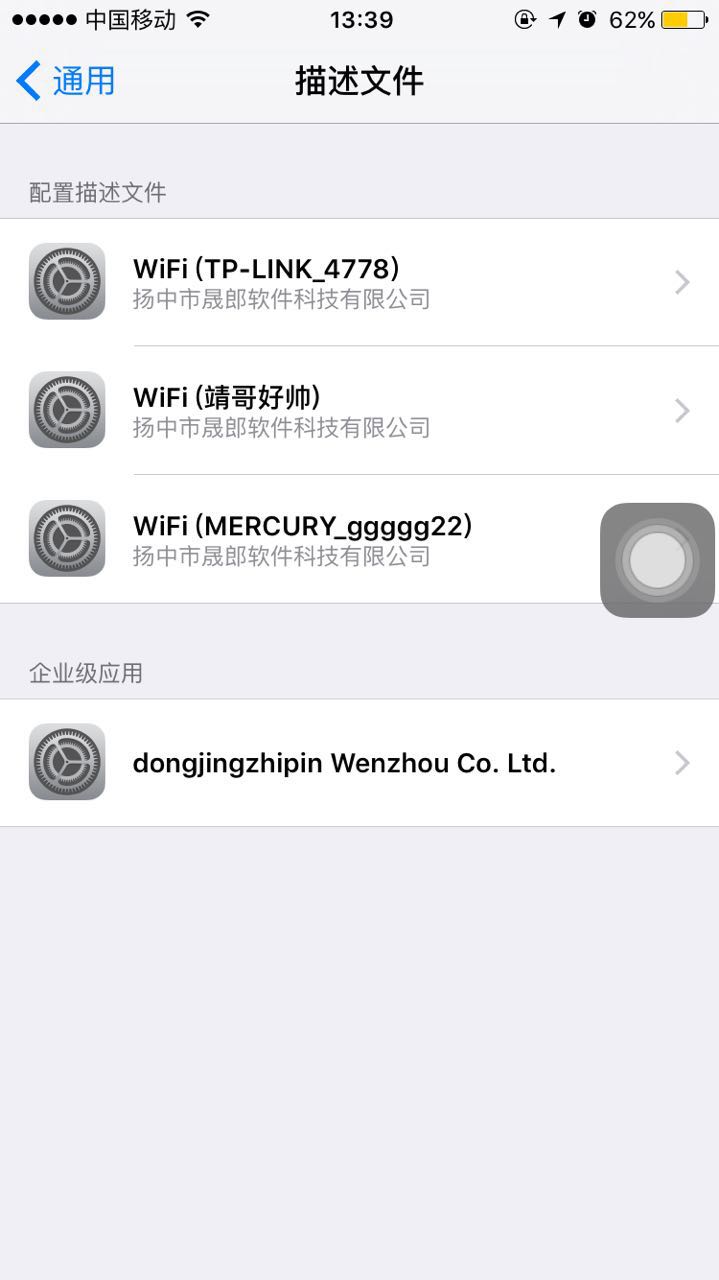 中国移动 13:39 62%
通用 描述文件
配置描述文件
WiFi (TP-LINK_4778)
扬中市晟郎软件科技有限公司
WiFi (靖哥好帅)
扬中市晟郎软件科技有限公司
WiFi (MERCURY_ggggg22)
扬中市晟郎软件科技有限公司
企业级应用
dongjingzhipin Wenzhou Co. Ltd.